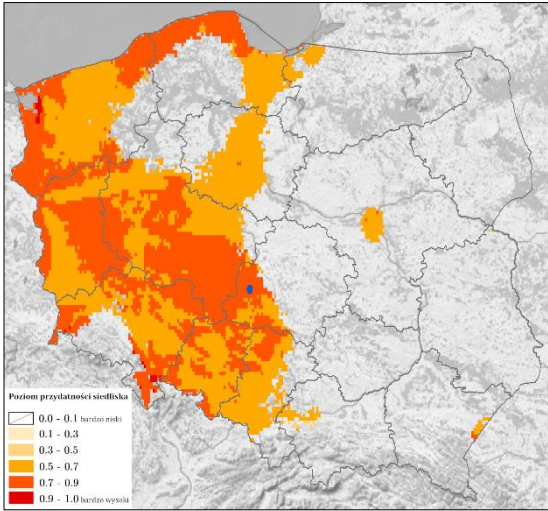 Poziom przydatności siedliska
0.0 - 0.1 bardzo niski
0.1 - 0.3
0.3 - 0.5
0.5 - 0.7
0.7 - 0.9
0.9 - 1.0 bardzo wysoki